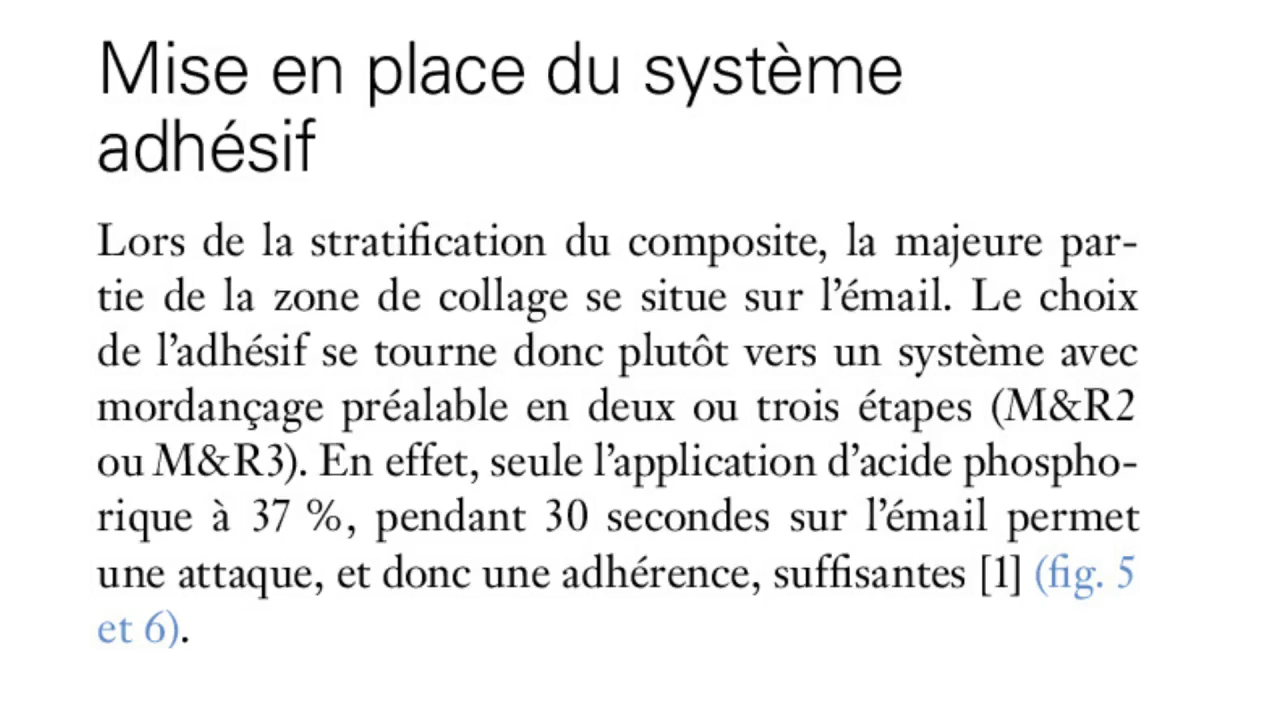 Mise en place du système
adhésif
Lors de la stratification du composite, la majeure par-
tie de la zone de collage se situe sur l’émail. Le choix
de l’adhésif se tourne donc plutôt vers un système avec
mordançage préalable en deux ou trois étapes (M&R2
ou M&R3). En effet, seule l’application d’acide phospho-
rique à 37 %, pendant 30 secondes sur l’émail permet
une attaque, et donc une adhérence, suffisantes [1] (fig. 5
et 6).